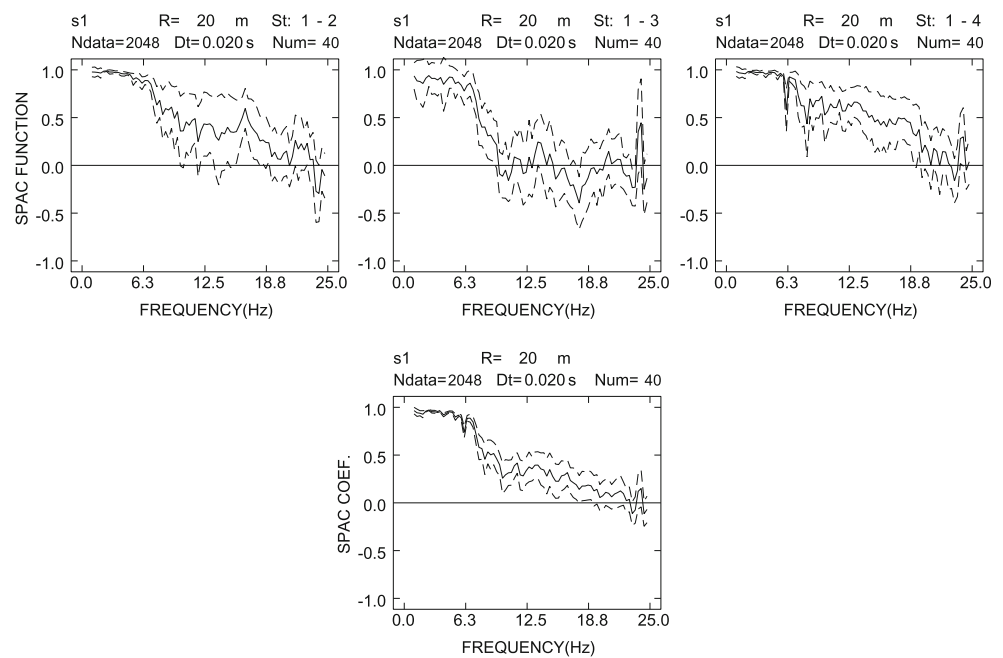 s1 R= 20 m St: 1 - 2
Ndata=2048 Dt=0.020s Num= 40
1.0
0.5
0.0
-0.5
-1.0
SPAC FUNCTION
0.0 6.3 12.5 18.8 25.0
FREQUENCY(Hz)
s1 R= 20 m St: 1 - 3
Ndata=2048 Dt=0.020s Num= 40
1.0
0.5
0.0
-0.5
-1.0
0.0 6.3 12.5 18.8 25.0
FREQUENCY(Hz)
s1 R= 20 m St: 1 - 4
Ndata=2048 Dt=0.020s Num= 40
1.0
0.5
0.0
-0.5
-1.0
0.0 6.3 12.5 18.8 25.0
FREQUENCY(Hz)
s1 R= 20 m
Ndata=2048 Dt=0.020s Num= 40
1.0
0.5
0.0
-0.5
-1.0
SPAC COEF.
0.0 6.3 12.5 18.8 25.0
FREQUENCY(Hz)